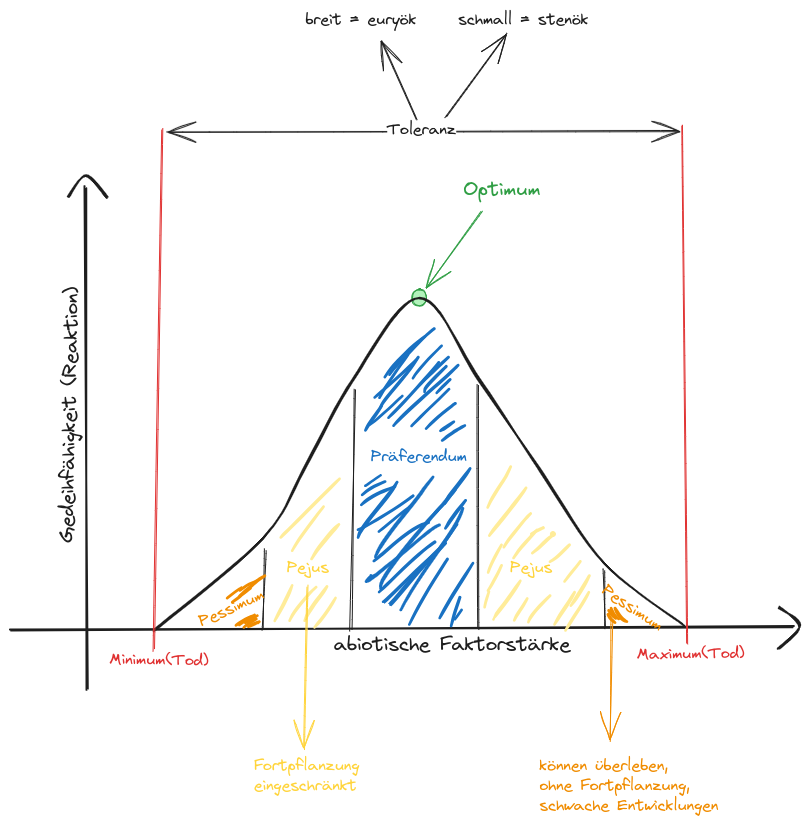 breit = euryök
schmall = stenök
Toleranz
Optimum
Gedeihfähigkeit (Reaktion)
Präferendum
Pejus
Pejus
Pessimum
Pessimum
abiotische Faktorstärke
Minimum(Tod)
Maximum(Tod)
Fortpflanzung
eingeschränkt
können überleben,
ohne Fortpflanzung,
schwache Entwicklungen